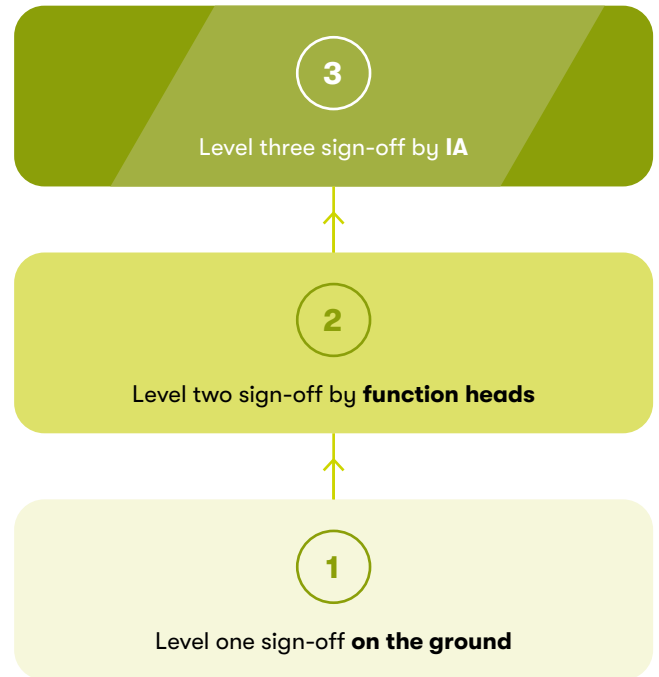 3
Level three sign-off by IA
2
Level two sign-off by function heads
1
Level one sign-off on the ground